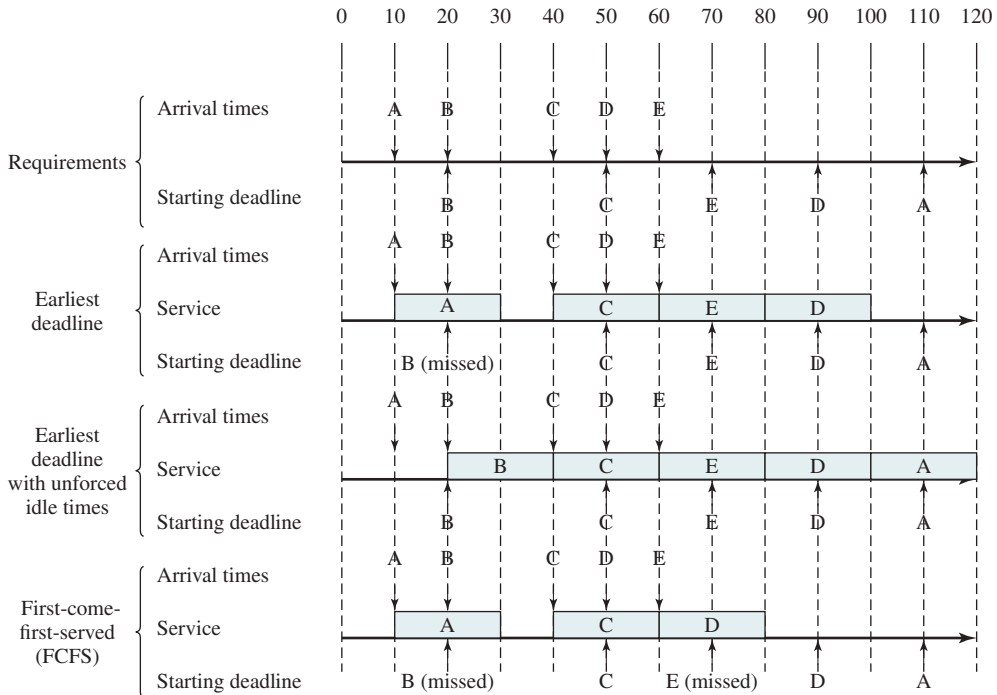 0 10 20 30 40 50 60 70 80 90 100 110 120
Requirements
Arrival times
A B C D E
Starting deadline
B C E D A
Earliest
deadline
Arrival times
A B C D E
Service
A C E D
Starting deadline
B (missed) C E D A
Earliest
deadline
with unforced
idle times
Arrival times
A B C D E
Service
B C E D A
Starting deadline
B C E D A
First-come-
first-served
(FCFS)
Arrival times
A B C D E
Service
A C D
Starting deadline
B (missed) C E (missed) D A